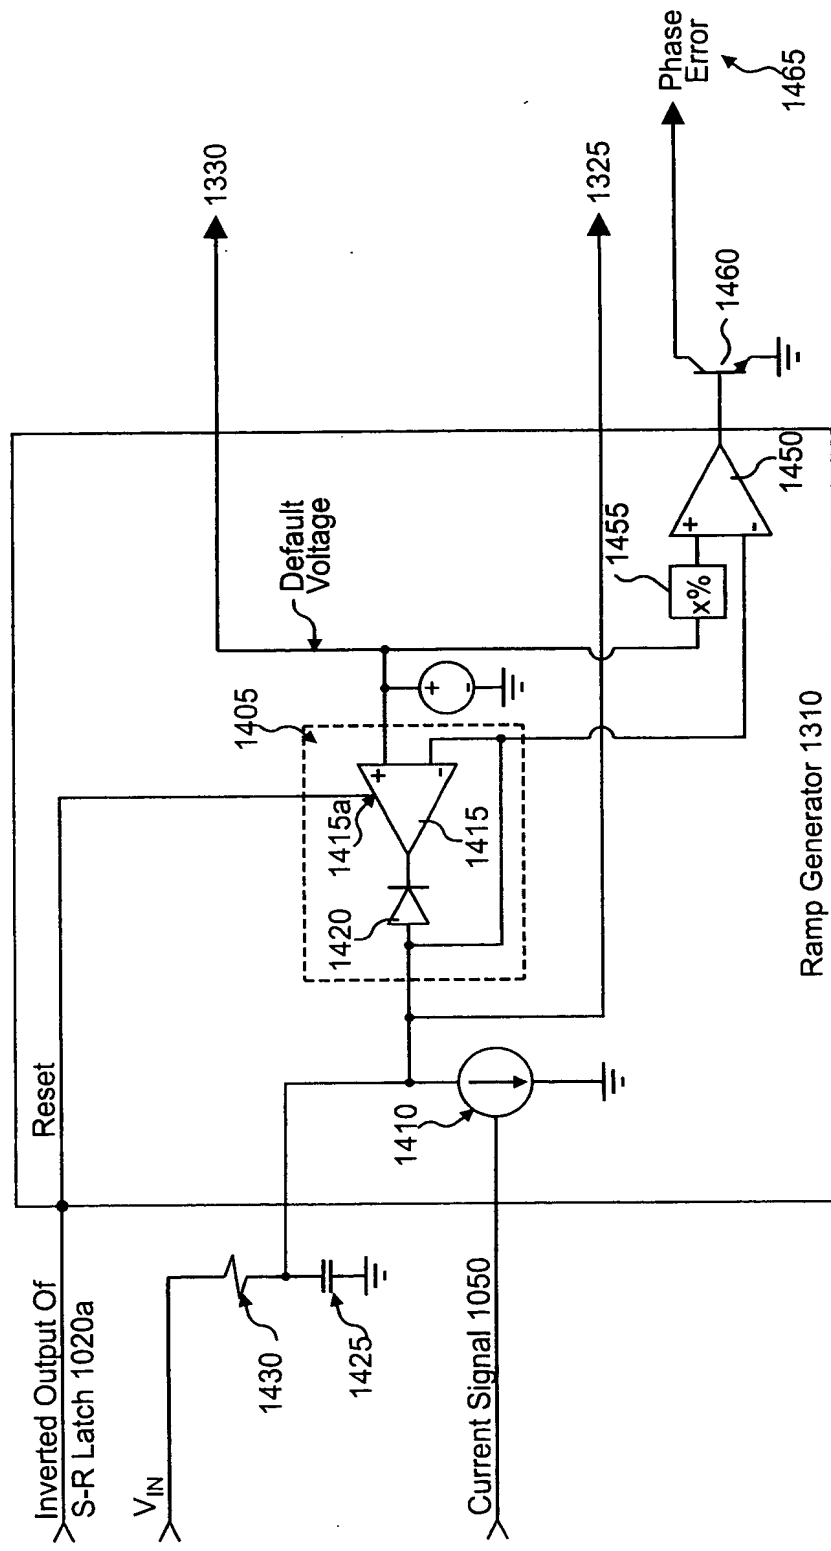 Inverted Output Of
S-R Latch 1020a
Reset
V_IN
1430
1425
Current Signal 1050
1410
1405
1415a
+
-
1415
1420
Default
Voltage
+
-
1330
1325
1455
x%
+
-
1450
1460
Phase
Error
1465
Ramp Generator 1310